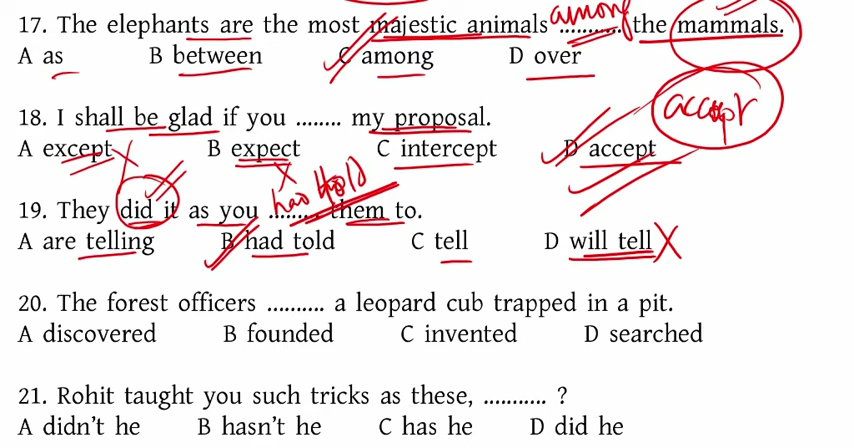 17. The elephants are the most majestic animals .......... the mammals.
among
A as B between C among D over
18. I shall be glad if you ........ my proposal.
accept
A except B expect C intercept D accept
had told
19. They did it as you ........ them to.
A are telling B had told C tell D will tell
20. The forest officers .......... a leopard cub trapped in a pit.
A discovered B founded C invented D searched
21. Rohit taught you such tricks as these, ........... ?
A didn't he B hasn't he C has he D did he